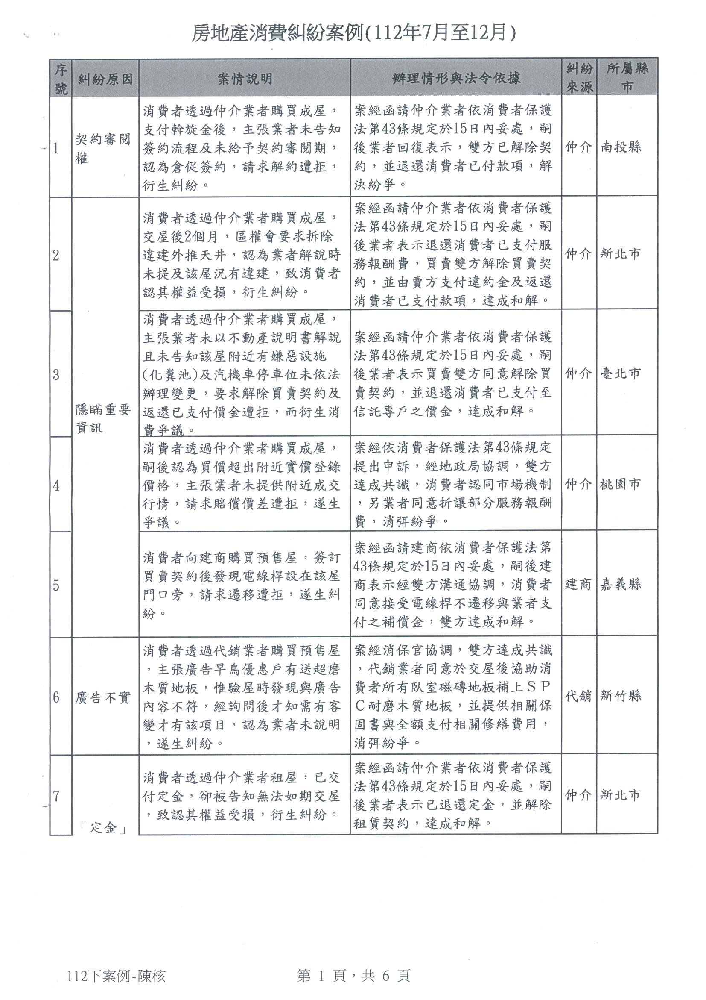 房地產消費糾紛案例(112年7月至12月)
序
號
糾紛原因
案情說明
辦理情形與法令依據
糾紛
來源
所屬縣
市
1
契約審閱
權
消費者透過仲介業者購買成屋，
支付斡旋金後，主張業者未告知
簽約流程及未給予契約審閱期，
認為倉促簽約，請求解約遭拒，
衍生糾紛。
案經函請仲介業者依消費者保護
法第43條規定於15日內妥處，嗣
後業者回復表示，雙方已解除契
約，並退還消費者已付款項，解
決紛爭。
仲介
南投縣
2
隱瞞重要
資訊
消費者透過仲介業者購買成屋，
交屋後2個月，區權會要求拆除
違建外推天井，認為業者解說時
未提及該屋況有違建，致消費者
認其權益受損，衍生糾紛。
案經函請仲介業者依消費者保護
法第43條規定於15日內妥處，嗣
後業者表示退還消費者已支付服
務報酬費，買賣雙方解除買賣契
約，並由賣方支付違約金及返還
消費者已支付款項，達成和解。
仲介
新北市
3
消費者透過仲介業者購買成屋，
主張業者未以不動產說明書解說
且未告知該屋附近有嫌惡設施
(化糞池)及汽機車停車位未依法
辦理變更，要求解除買賣契約及
返還已支付價金遭拒，而衍生消
費爭議。
案經函請仲介業者依消費者保護
法第43條規定於15日內妥處，嗣
後業者表示買賣雙方同意解除買
賣契約，並退還消費者已支付至
信託專戶之價金，達成和解。
仲介
臺北市
4
消費者透過仲介業者購買成屋，
嗣後認為買價超出附近實價登錄
價格，主張業者未提供附近成交
行情，請求賠償價差遭拒，遂生
爭議。
案經依消費者保護法第43條規定
提出申訴，經地政局協調，雙方
達成共識，消費者認同市場機制
，另業者同意折讓部分服務報酬
費，消弭紛爭。
仲介
桃園市
5
消費者向建商購買預售屋，簽訂
買賣契約後發現電線桿設在該屋
門口旁，請求遷移遭拒，遂生糾
紛。
案經函請建商依消費者保護法第
43條規定於15日內妥處，嗣後建
商表示經雙方溝通協調，消費者
同意接受電線桿不遷移與業者支
付之補償金，雙方達成和解。
建商
嘉義縣
6
廣告不實
消費者透過代銷業者購買預售屋
，主張廣告早鳥優惠戶有送超磨
木質地板，惟驗屋時發現與廣告
內容不符，經詢問後才知需有客
變才有該項目，認為業者未說明
，遂生糾紛。
案經消保官協調，雙方達成共識
，代銷業者同意於交屋後協助消
費者所有臥室磁磚地板補上ＳＰ
Ｃ耐磨木質地板，並提供相關保
固書與全額支付相關修繕費用，
消弭紛爭。
代銷
新竹縣
7
「定金」
消費者透過仲介業者租屋，已交
付定金，卻被告知無法如期交屋
，致認其權益受損，衍生糾紛。
案經函請仲介業者依消費者保護
法第43條規定於15日內妥處，嗣
後業者表示已退還定金，並解除
租賃契約，達成和解。
仲介
新北市
112下案例-陳核
第 1 頁，共 6 頁